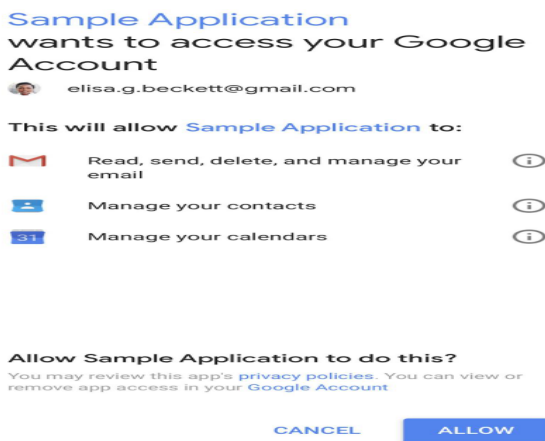 Sample Application
wants to access your Google
Account
elisa.g.beckett@gmail.com
This will allow Sample Application to:
Read, send, delete, and manage your
email
Manage your contacts
31 Manage your calendars
Allow Sample Application to do this?
You may review this app's privacy policies. You can view or
remove app access in your Google Account
CANCEL ALLOW